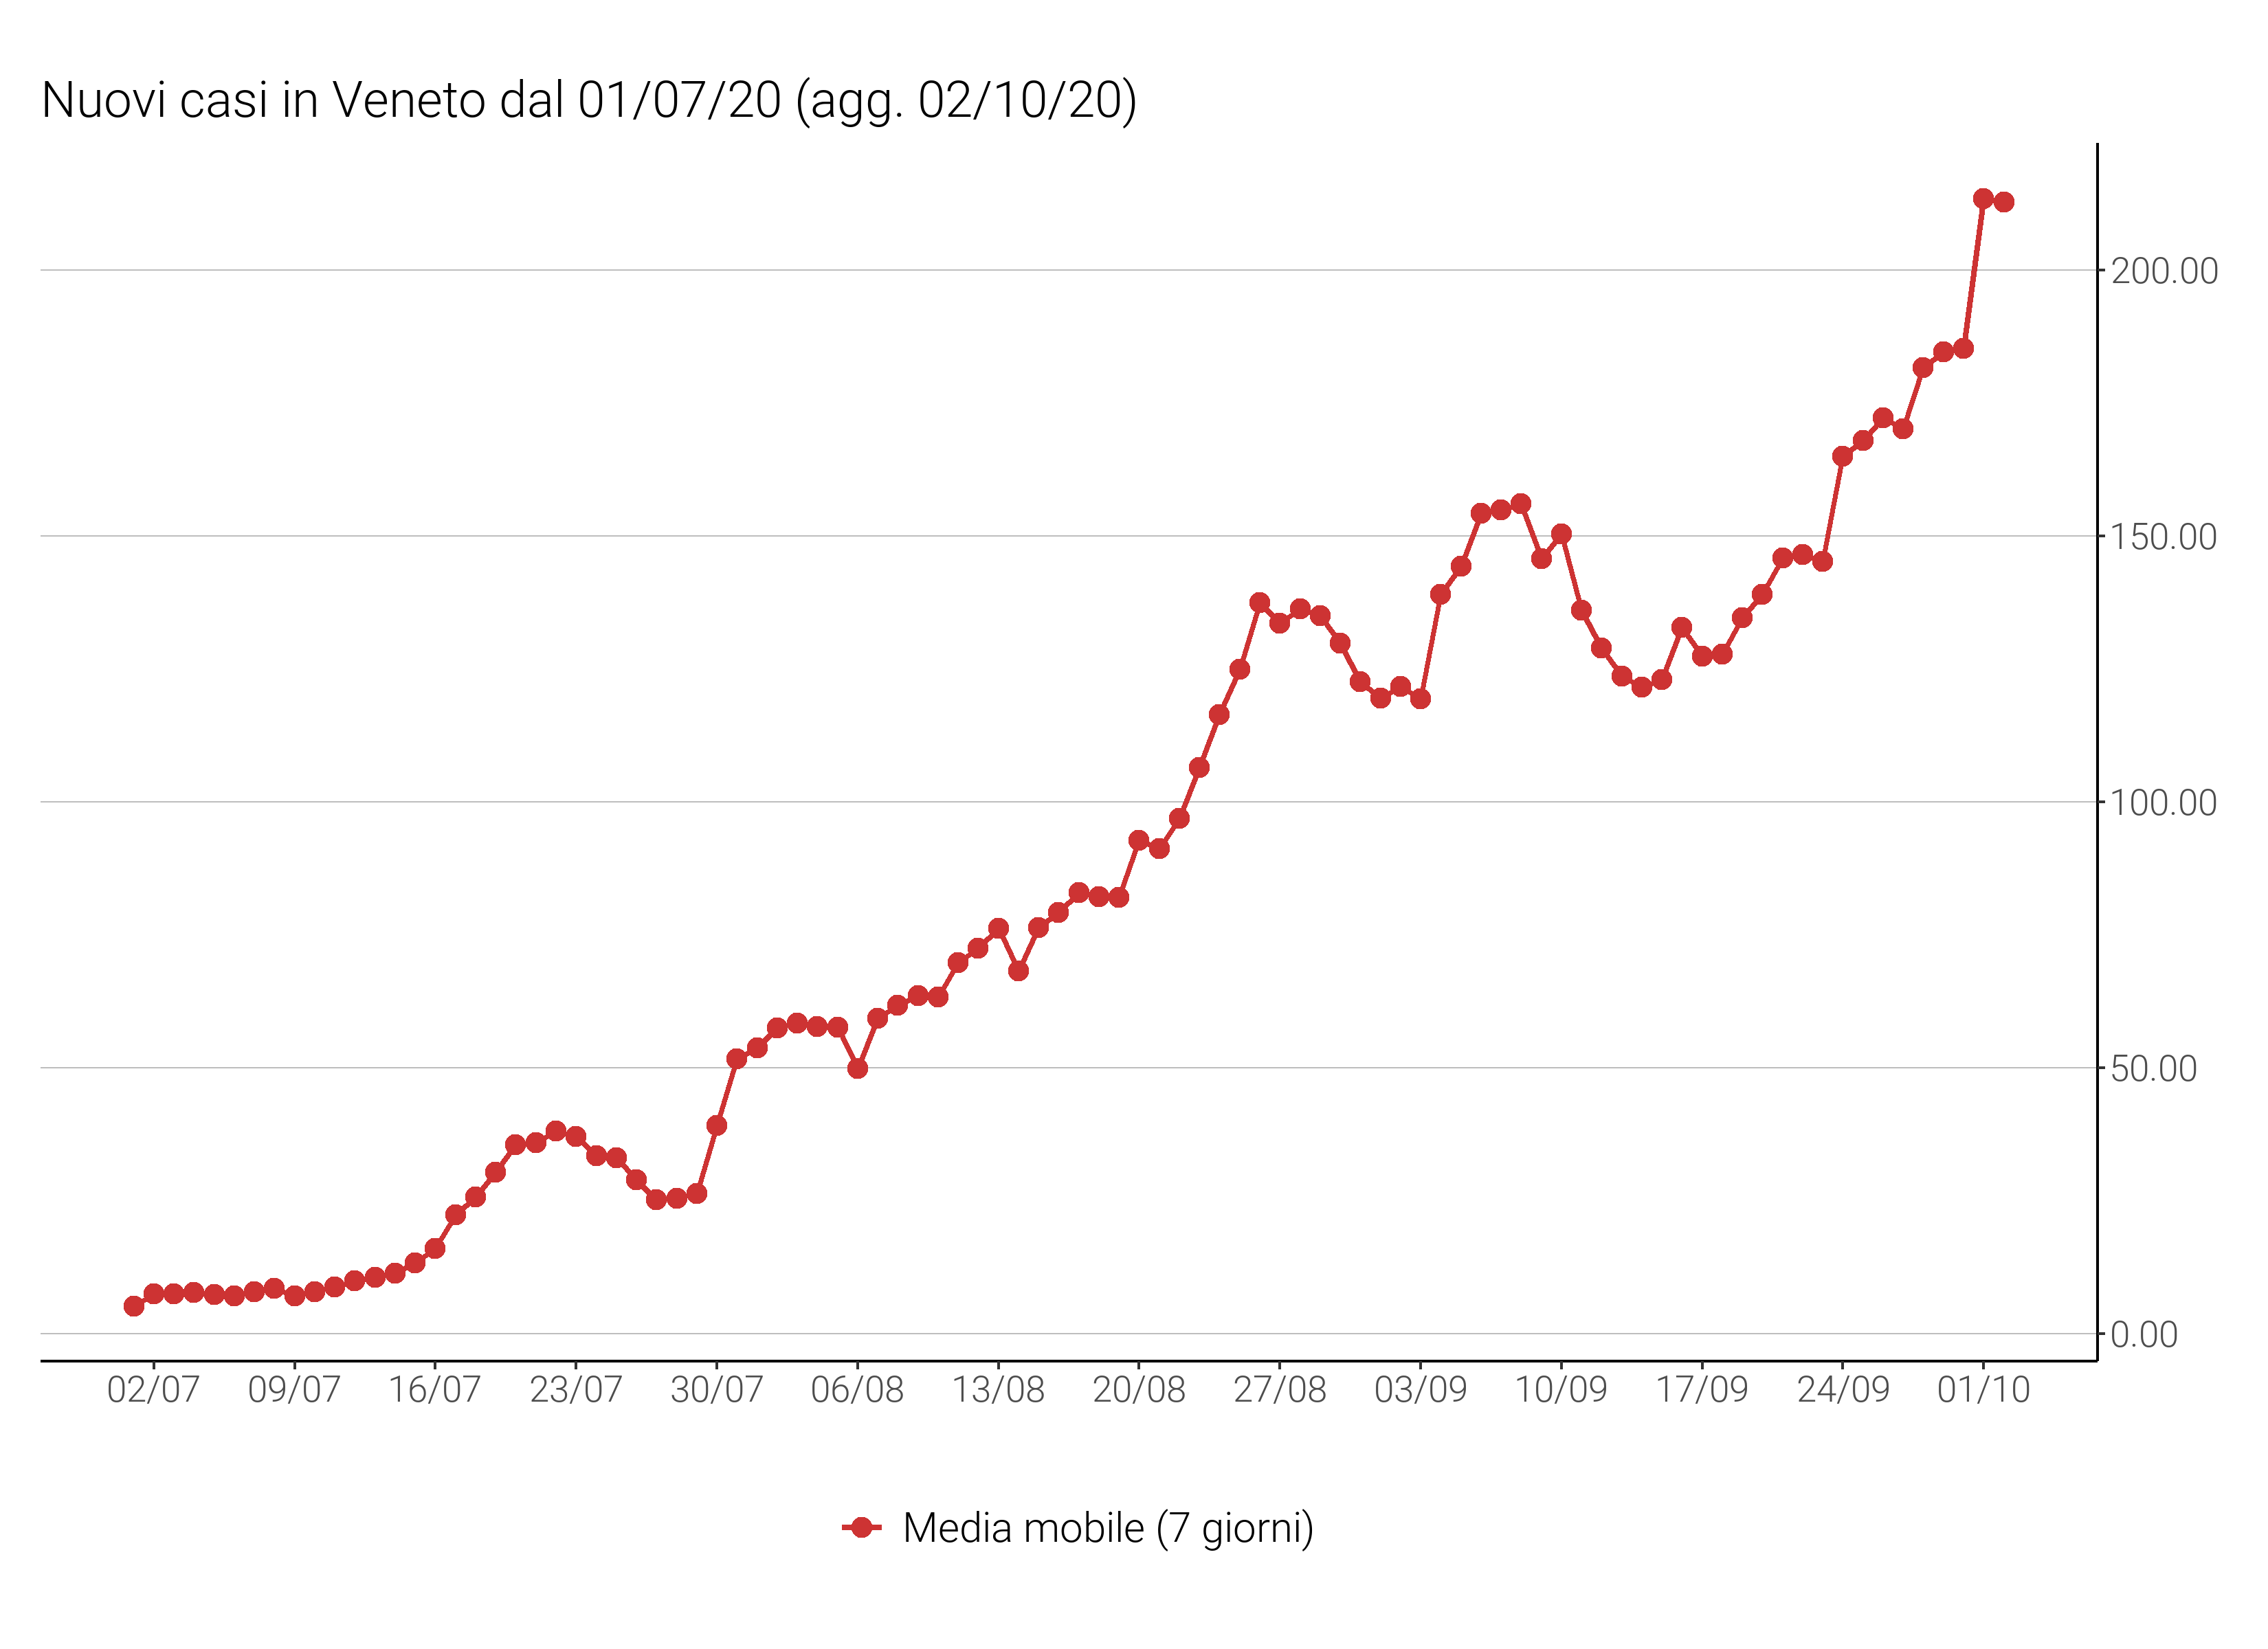 Nuovi casi in Veneto dal 01/07/20 (agg. 02/10/20)
200.00
150.00
100.00
50.00
0.00
02/07 09/07 16/07 23/07 30/07 06/08 13/08 20/08 27/08 03/09 10/09 17/09 24/09 01/10
Media mobile (7 giorni)